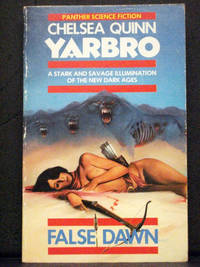 PANTHER SCIENCE FICTION
CHELSEA QUINN
YARBRO
A STARK AND SAVAGE ILLUMINATION
OF THE NEW DARK AGES
FALSE DAWN